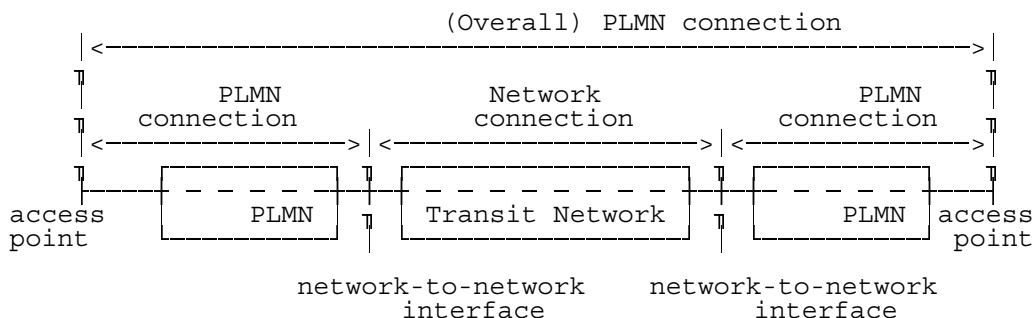 (Overall) PLMN connection
PLMN Network PLMN
connection connection connection
access PLMN Transit Network PLMN access
point point
network-to-network network-to-network
interface interface